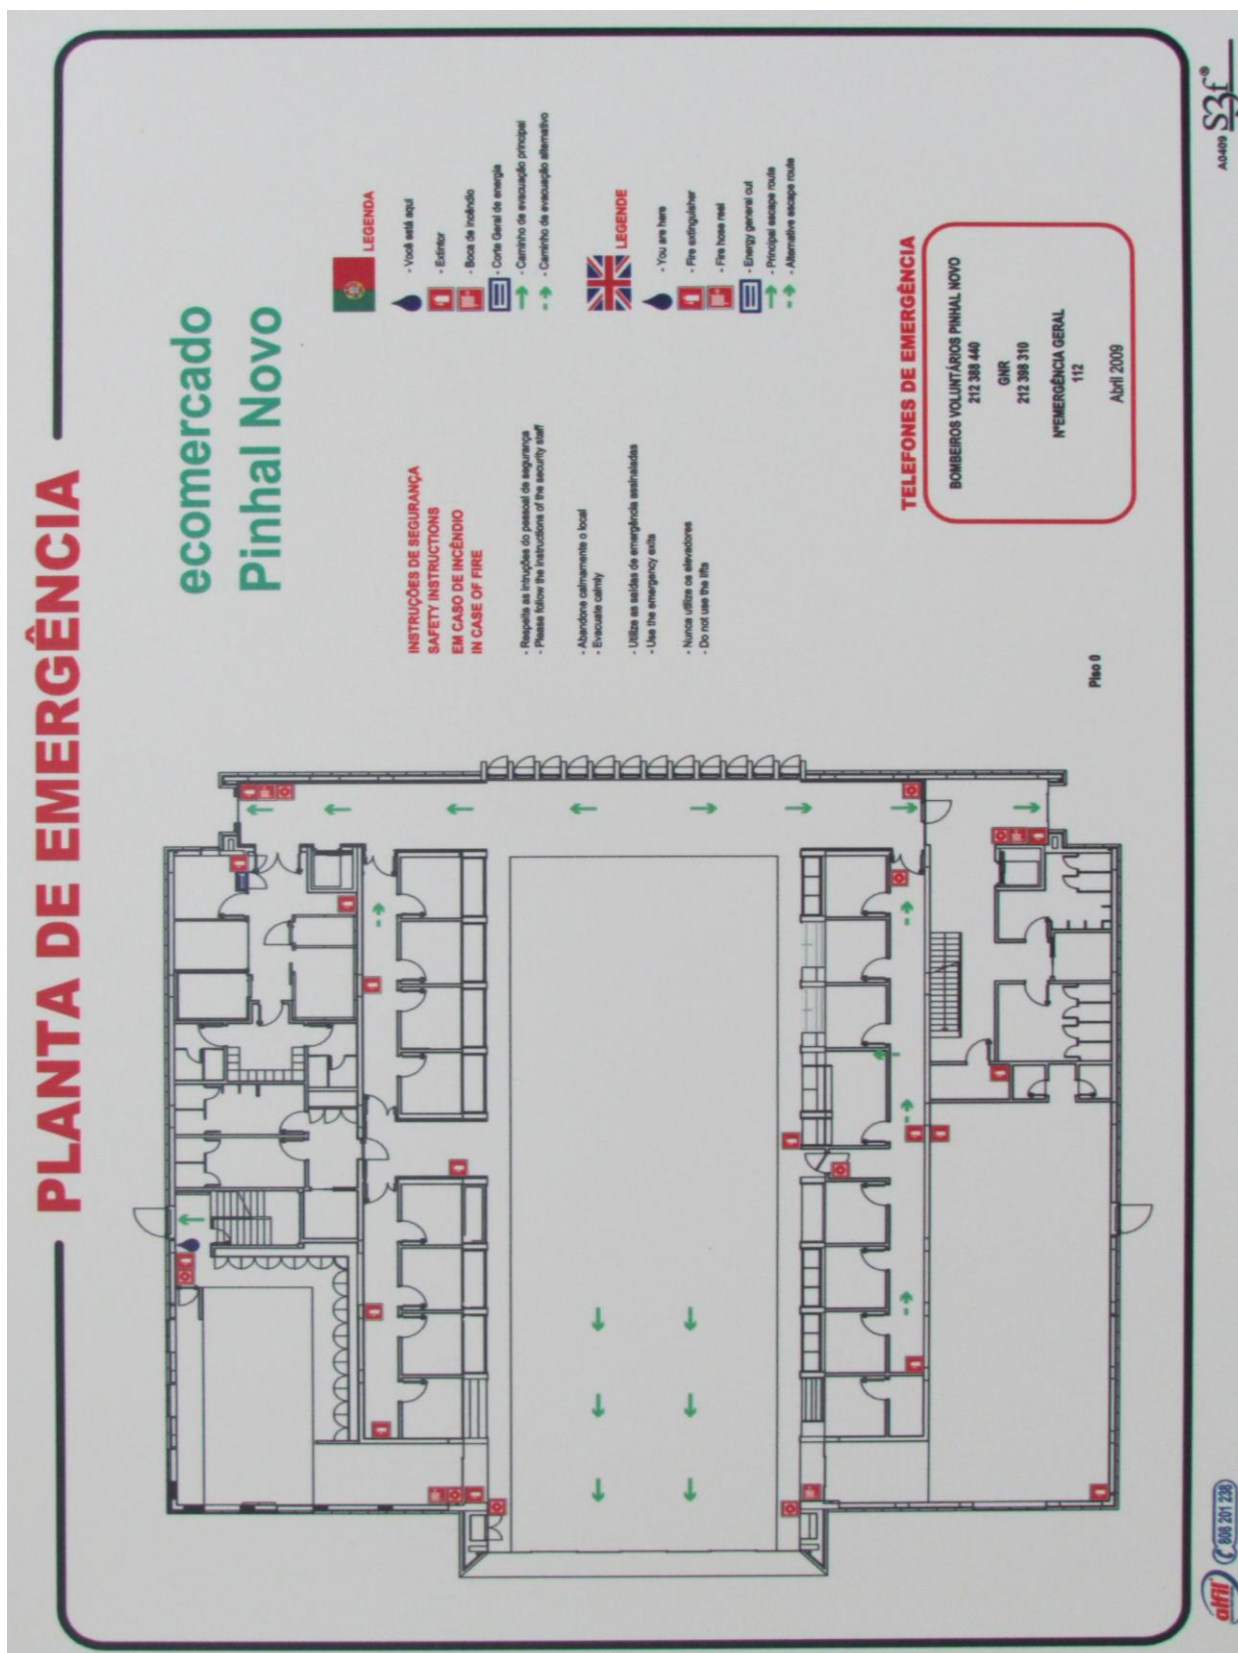 PLANTA DE EMERGÊNCIA
ecomercado
Pinhal Novo
LEGENDA
- Você está aqui
- Extintor
- Boca de incêndio
- Corte Geral de energia
- Caminho de evacuação principal
- Caminho de evacuação alternativo
LEGENDE
- You are here
- Fire extinguisher
- Fire hose reel
- Energy general cut
- Principal escape route
- Alternative escape route
INSTRUÇÕES DE SEGURANÇA
SAFETY INSTRUCTIONS
EM CASO DE INCÊNDIO
IN CASE OF FIRE
- Respeita as intruções do pessoal de segurança
- Please follow the instructions of the security staff
- Abandone calmamente o local
- Evacuate calmly
- Utilize as saídas de emergência assinaladas
- Use the emergency exits
- Nunca utilize os elevadores
- Do not use the lifts
TELEFONES DE EMERGÊNCIA
BOMBEIROS VOLUNTÁRIOS PINHAL NOVO
212 388 440
GNR
212 398 310
NºEMERGÊNCIA GERAL
112
Abril 2009
Piso 0
alfil 808 201 238
A0409 S3f®